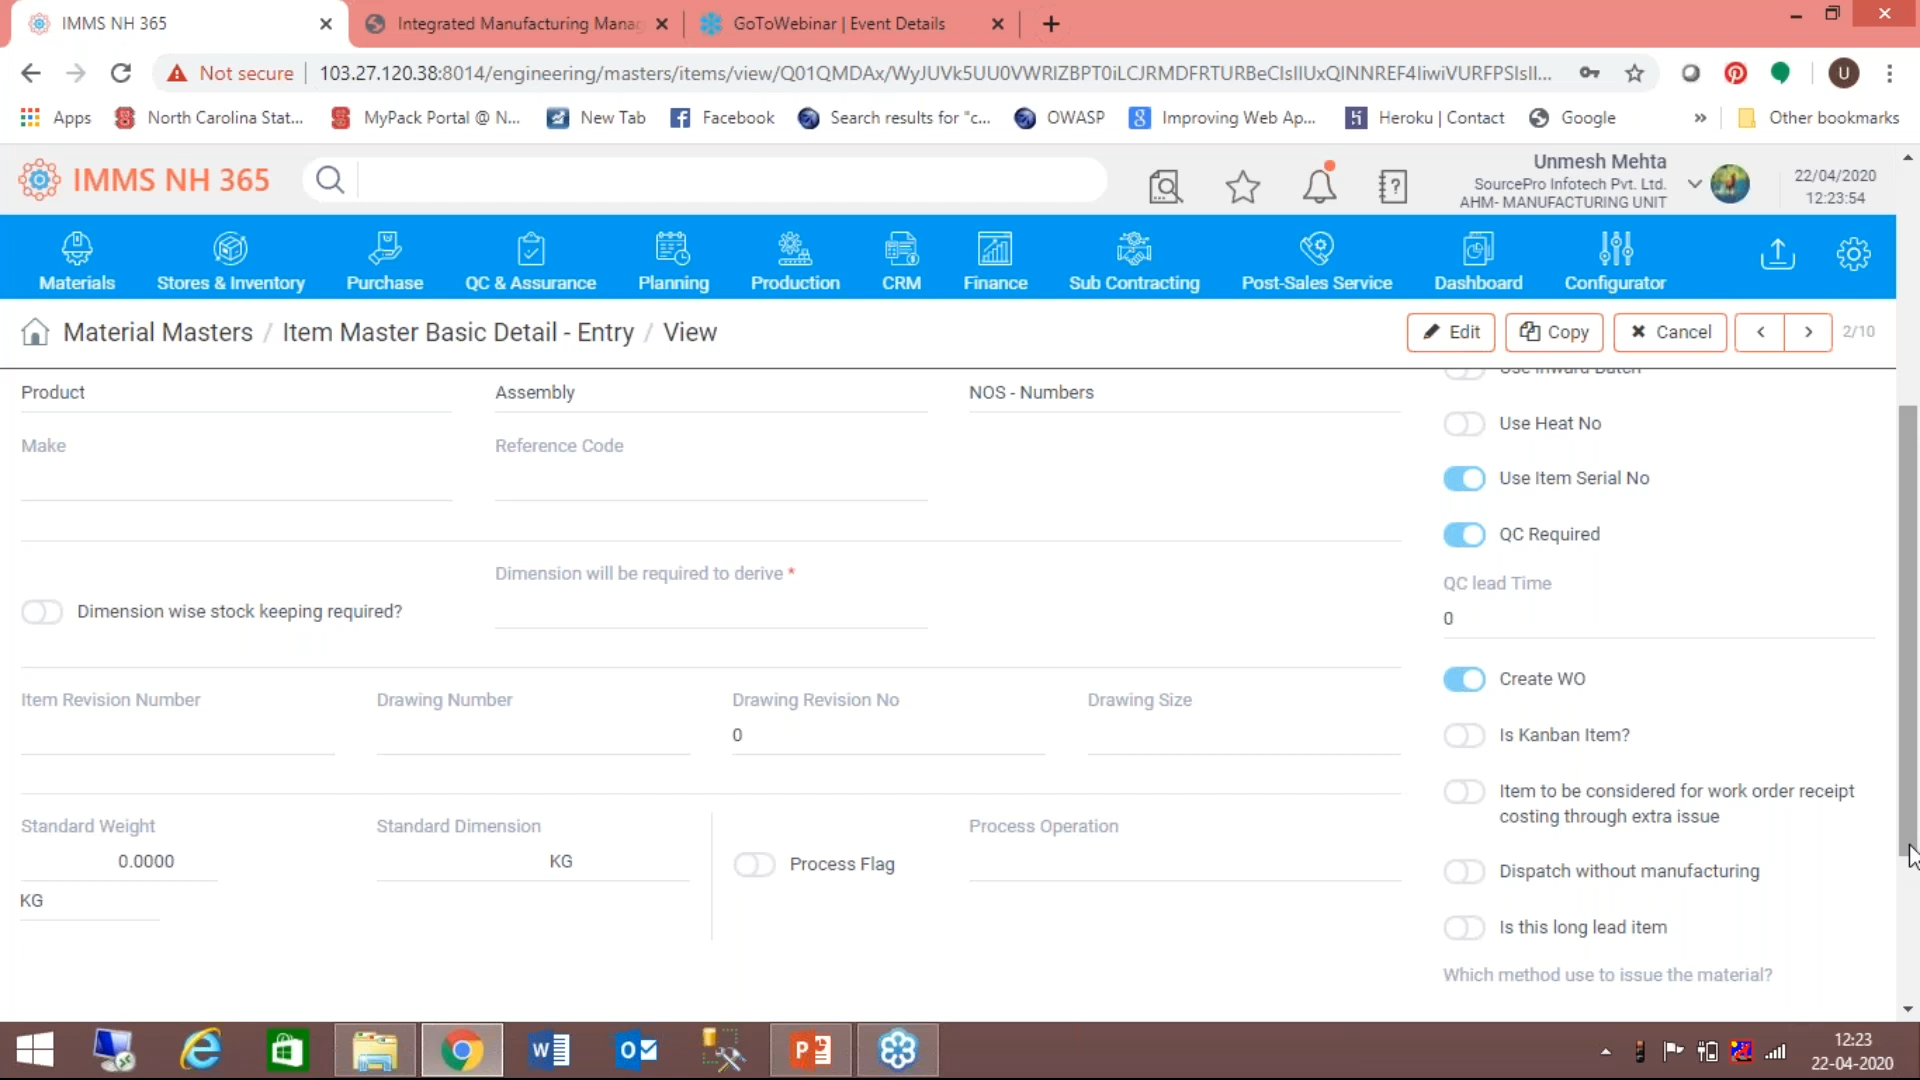 IMMS NH 365
Integrated Manufacturing Mana
GoToWebinar | Event Details
Not secure
103.27.120.38:8014/engineering/masters/items/view/Q01QMDAx/WyJUVk5UU0VWRlZBPT0iLCJRMDFRTURBeCIsIlUxQlNNREF4IiwiVURFPSIsIl...
U
Apps
North Carolina Stat...
MyPack Portal @ N...
New Tab
Facebook
Search results for "c...
OWASP
Improving Web Ap...
Heroku | Contact
Google
»
Other bookmarks
IMMS NH 365
Unmesh Mehta
SourcePro Infotech Pvt. Ltd.
AHM- MANUFACTURING UNIT
22/04/2020
12:23:54
Materials
Stores & Inventory
Purchase
QC & Assurance
Planning
Production
CRM
Finance
Sub Contracting
Post-Sales Service
Dashboard
Configurator
Material Masters / Item Master Basic Detail - Entry / View
Edit
Copy
Cancel
2/10
Product
Assembly
NOS - Numbers
Use Inward Batch
Make
Reference Code
Use Heat No
Use Item Serial No
QC Required
Dimension will be required to derive *
QC lead Time
Dimension wise stock keeping required?
0
Item Revision Number
Drawing Number
Drawing Revision No
Drawing Size
Create WO
0
Is Kanban Item?
Item to be considered for work order receipt
costing through extra issue
Standard Weight
Standard Dimension
Process Operation
0.0000
KG
Process Flag
Dispatch without manufacturing
KG
Is this long lead item
Which method use to issue the material?
12:23
22-04-2020